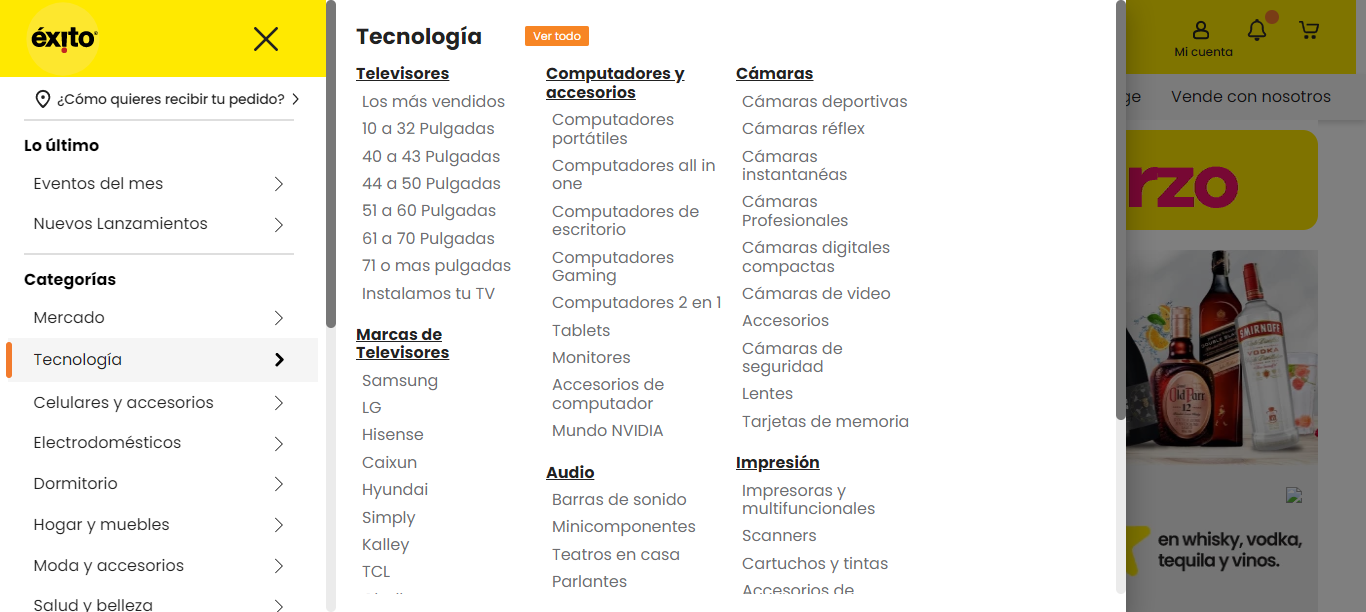 éxito
¿Cómo quieres recibir tu pedido?
Lo último
Eventos del mes
Nuevos Lanzamientos
Categorías
Mercado
Tecnología
Celulares y accesorios
Electrodomésticos
Dormitorio
Hogar y muebles
Moda y accesorios
Salud y belleza
Tecnología
Ver todo
Televisores
Los más vendidos
10 a 32 Pulgadas
40 a 43 Pulgadas
44 a 50 Pulgadas
51 a 60 Pulgadas
61 a 70 Pulgadas
71 o mas pulgadas
Instalamos tu TV
Marcas de
Televisores
Samsung
LG
Hisense
Caixun
Hyundai
Simply
Kalley
TCL
Computadores y
accesorios
Computadores
portátiles
Computadores all in
one
Computadores de
escritorio
Computadores
Gaming
Computadores 2 en 1
Tablets
Monitores
Accesorios de
computador
Mundo NVIDIA
Audio
Barras de sonido
Minicomponentes
Teatros en casa
Parlantes
Cámaras
Cámaras deportivas
Cámaras réflex
Cámaras
instantanéas
Cámaras
Profesionales
Cámaras digitales
compactas
Cámaras de video
Accesorios
Cámaras de
seguridad
Lentes
Tarjetas de memoria
Impresión
Impresoras y
multifuncionales
Scanners
Cartuchos y tintas
Accesorios de
Mi cuenta
ge
Vende con nosotros
rzo
SMIRNOFF
VODKA
Old Parr
12
en whisky, vodka,
tequila y vinos.